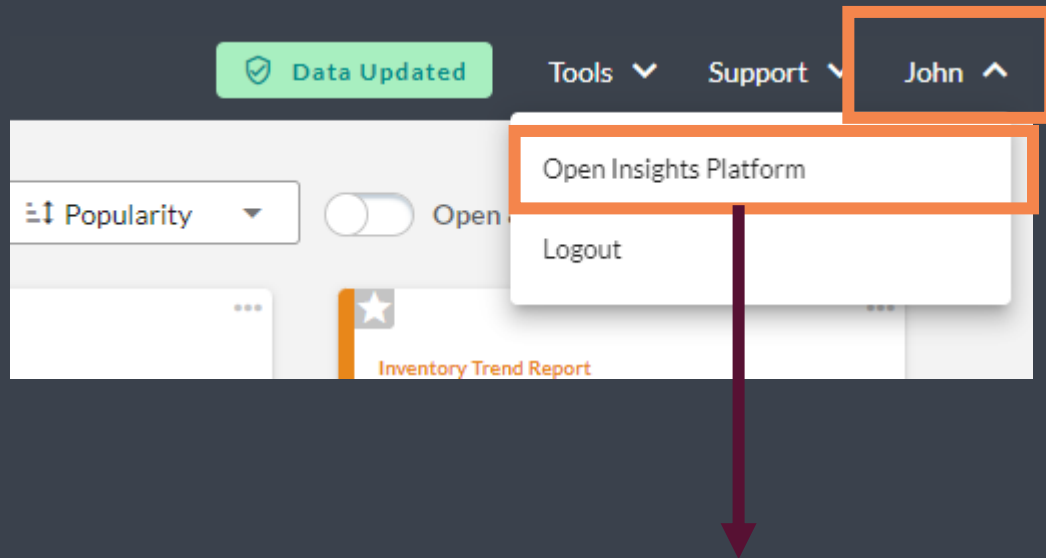 Data Updated Tools Support John
Open Insights Platform
Popularity Open
Logout
Inventory Trend Report